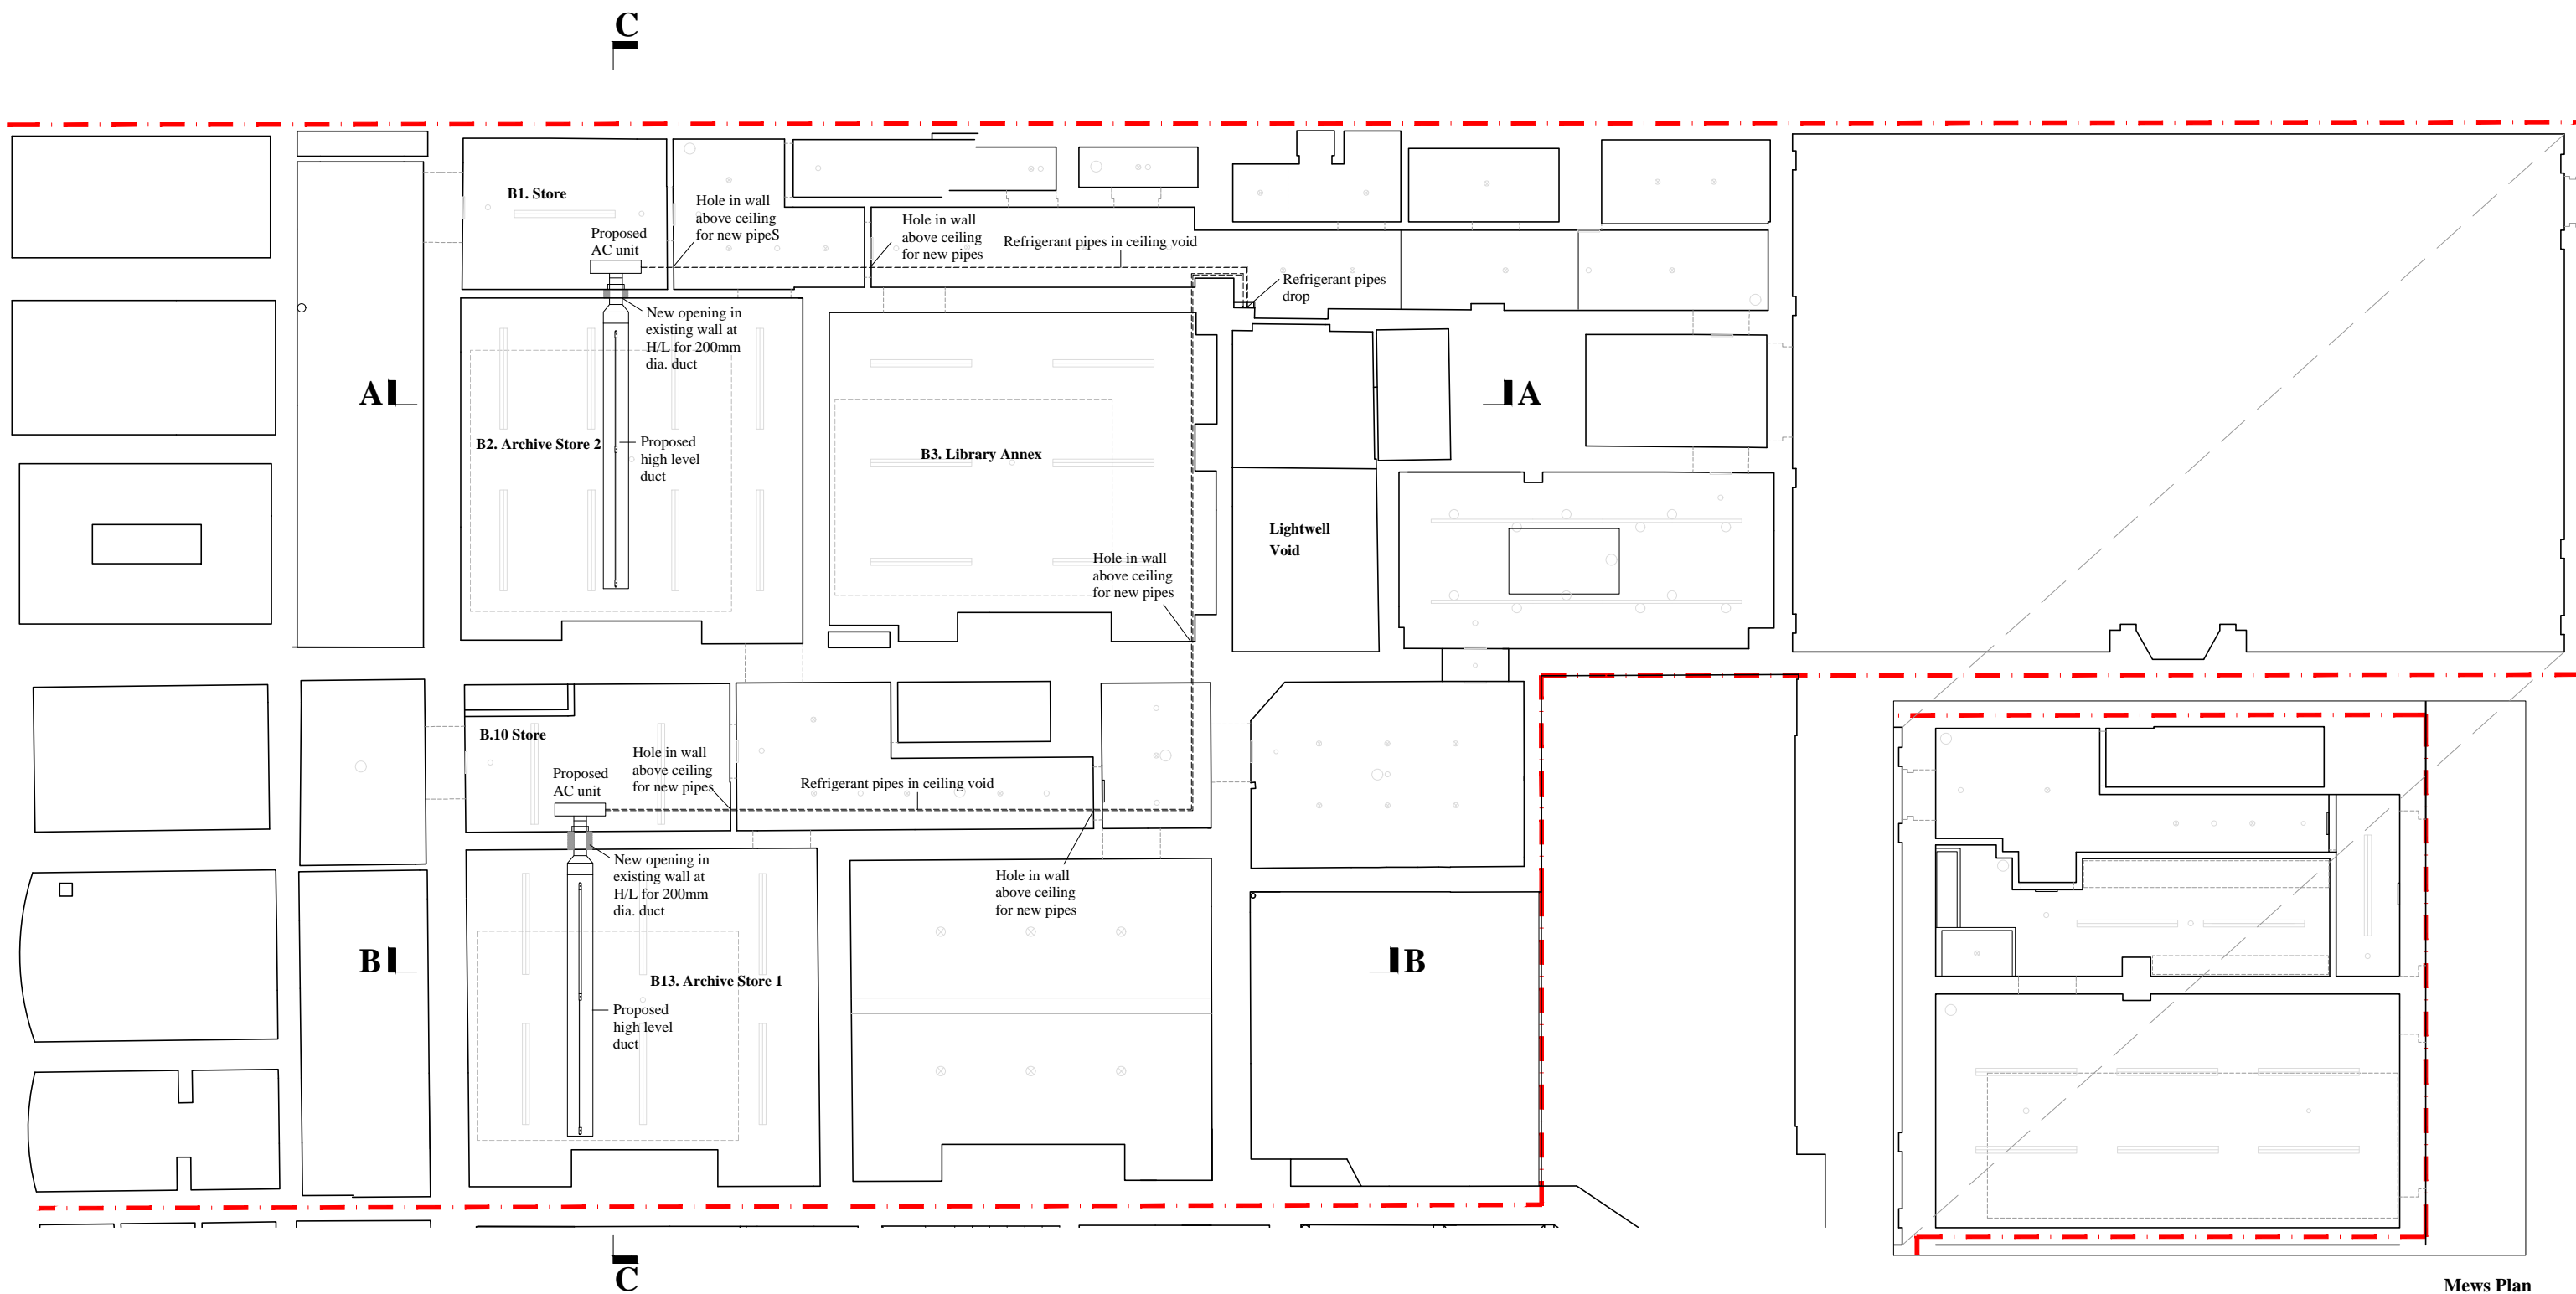 C
B1. Store
Hole in wall
above ceiling
for new pipeS
Proposed
AC unit
Hole in wall
above ceiling
for new pipes
Refrigerant pipes in ceiling void
Refrigerant pipes
drop
New opening in
existing wall at
H/L for 200mm
dia. duct
A
A
B2. Archive Store 2
Proposed
high level
duct
B3. Library Annex
Lightwell
Void
Hole in wall
above ceiling
for new pipes
B.10 Store
Hole in wall
above ceiling
for new pipes
Proposed
AC unit
Refrigerant pipes in ceiling void
New opening in
existing wall at
H/L for 200mm
dia. duct
Hole in wall
above ceiling
for new pipes
B
B
B13. Archive Store 1
Proposed
high level
duct
C
Mews Plan